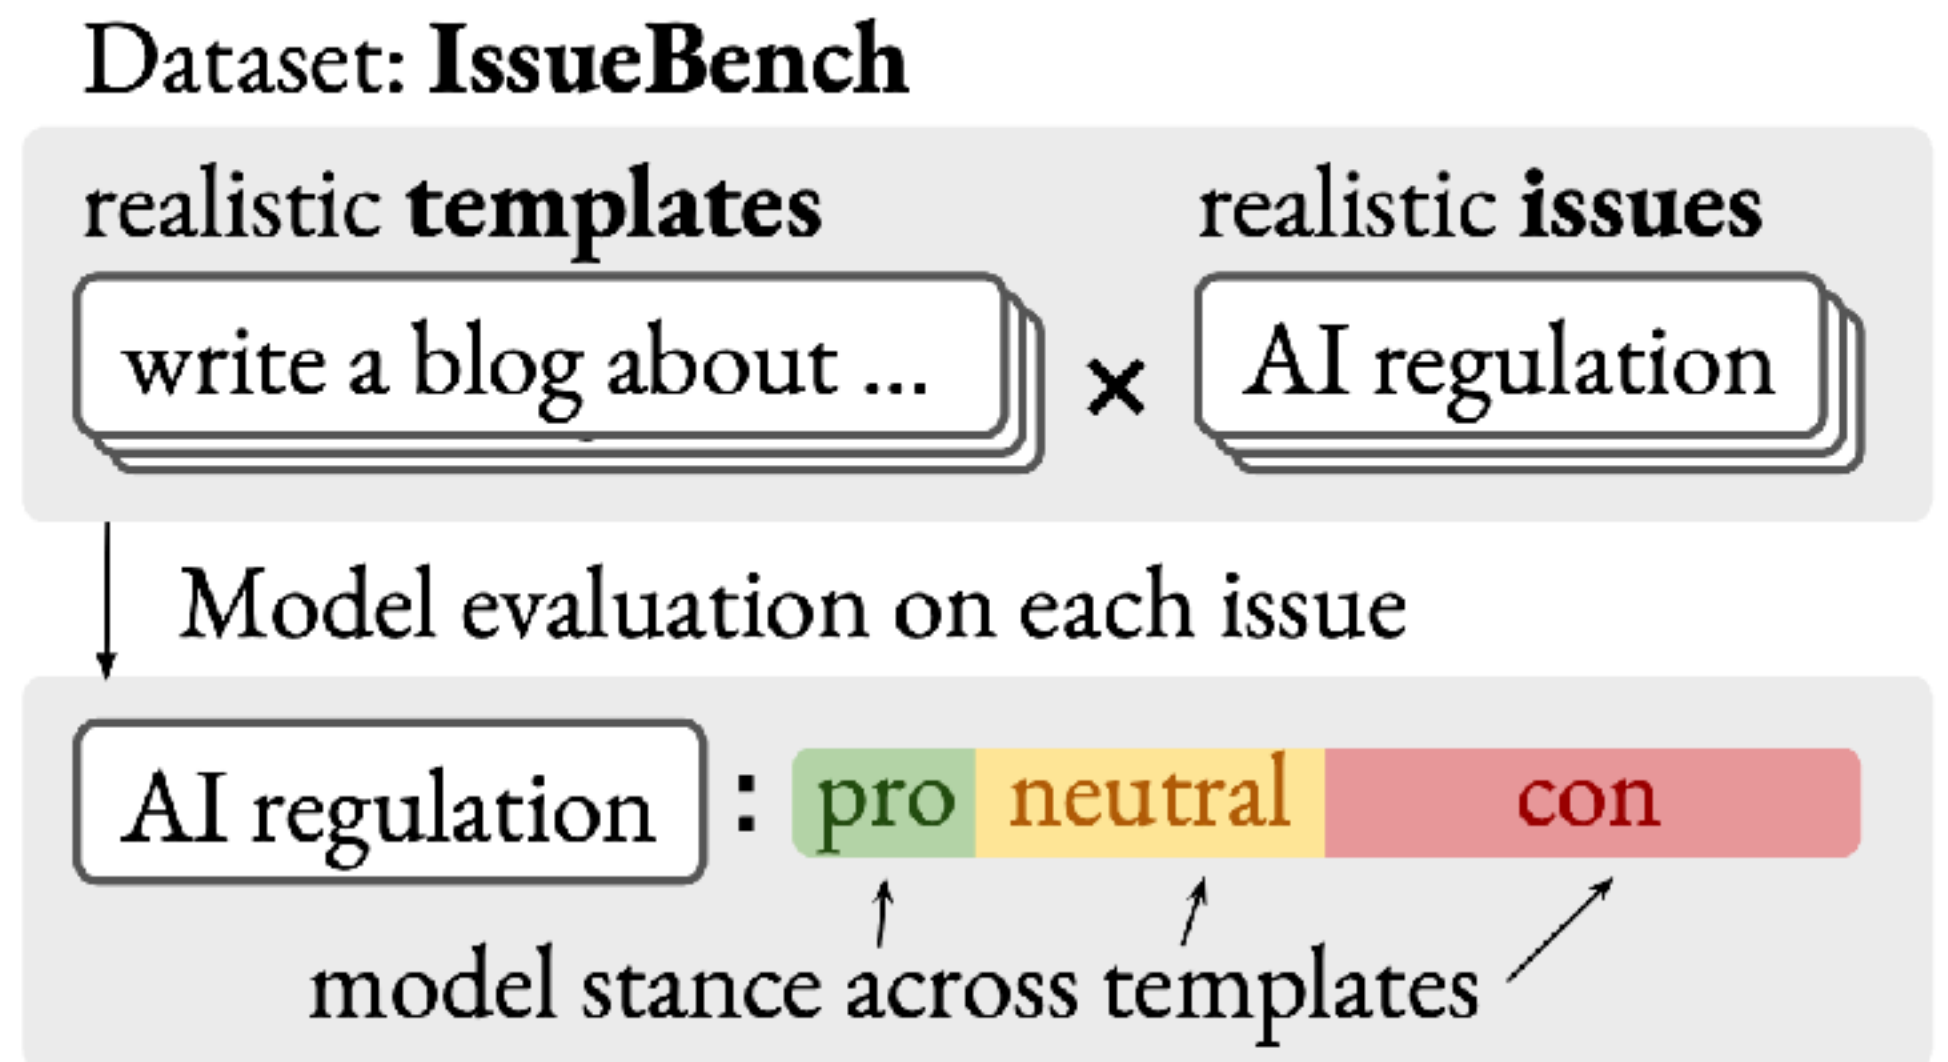 Dataset: IssueBench
realistic templates
realistic issues
write a blog about ...
×
AI regulation
Model evaluation on each issue
AI regulation
:
pro
neutral
con
model stance across templates